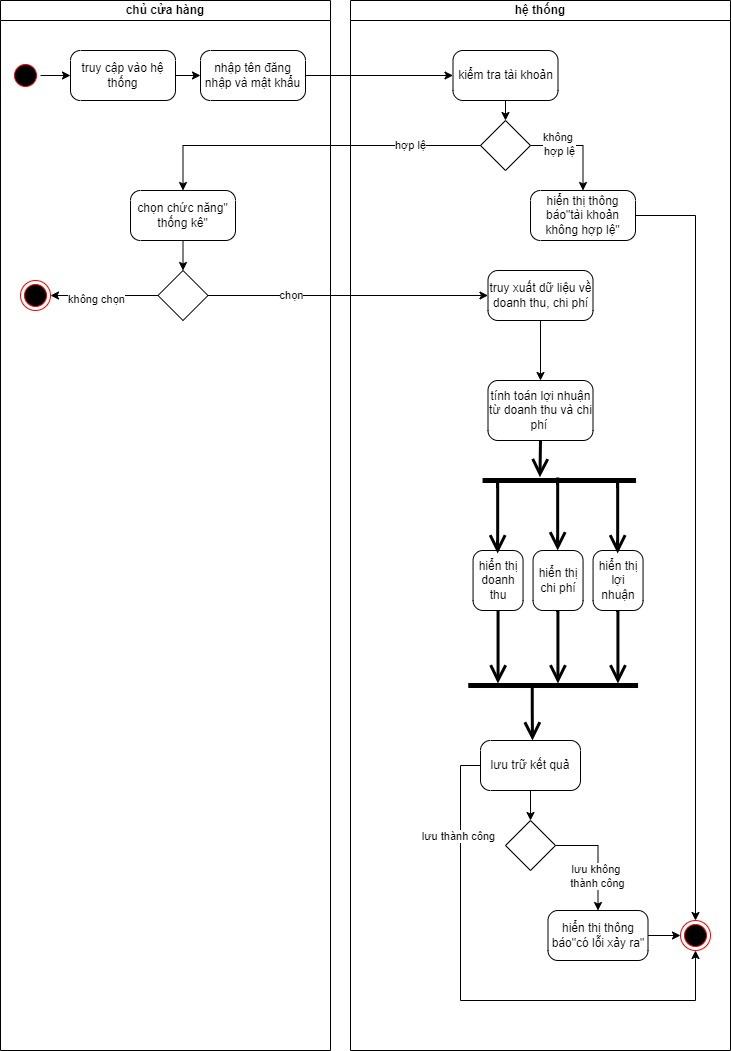 chủ cửa hàng
hệ thống
truy cập vào hệ
thống
nhập tên đăng
nhập và mật khẩu
kiểm tra tài khoản
hợp lệ
không
hợp lệ
chọn chức năng"
thống kê"
hiển thị thông
báo"tài khoản
không hợp lệ"
không chọn
chọn
truy xuất dữ liệu về
doanh thu, chi phí
tính toán lợi nhuận
từ doanh thu và chi
phí
hiển thị
doanh
thu
hiển thị
chi phí
hiển thị
lợi
nhuận
lưu trữ kết quả
lưu thành công
lưu không
thành công
hiển thị thông
báo"có lỗi xảy ra"